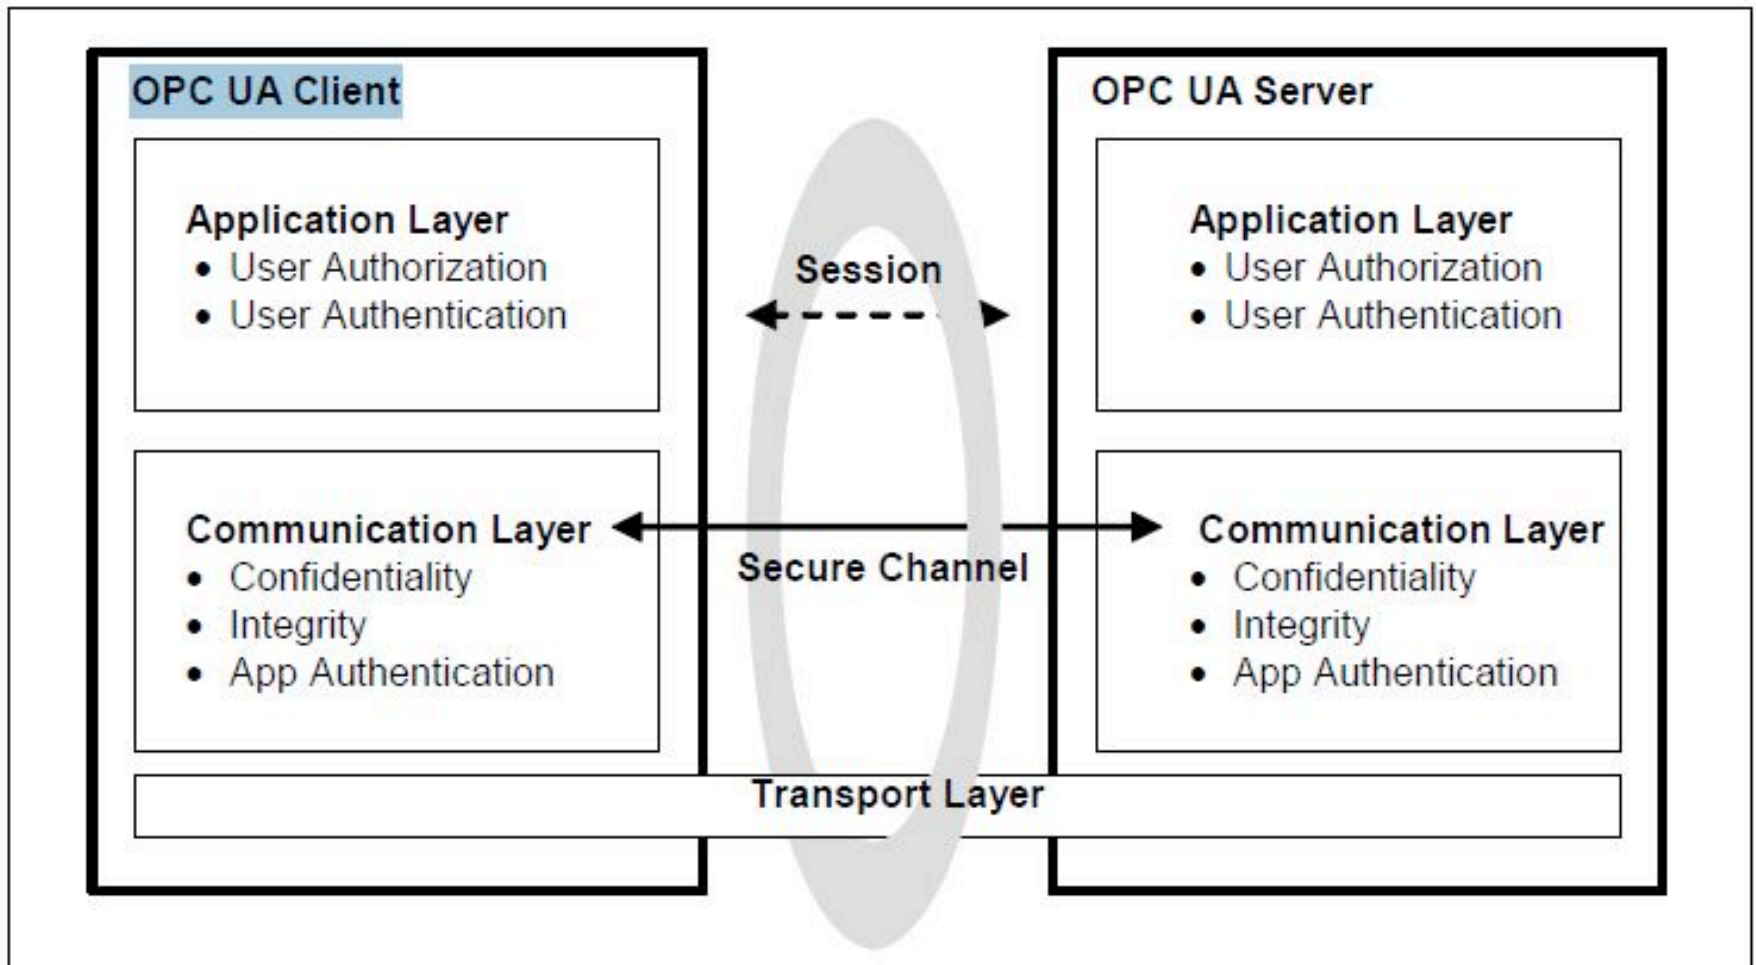 OPC UA Client
Application Layer
• User Authorization
• User Authentication
Communication Layer
• Confidentiality
• Integrity
• App Authentication
Session
Secure Channel
Transport Layer
OPC UA Server
Application Layer
• User Authorization
• User Authentication
Communication Layer
• Confidentiality
• Integrity
• App Authentication